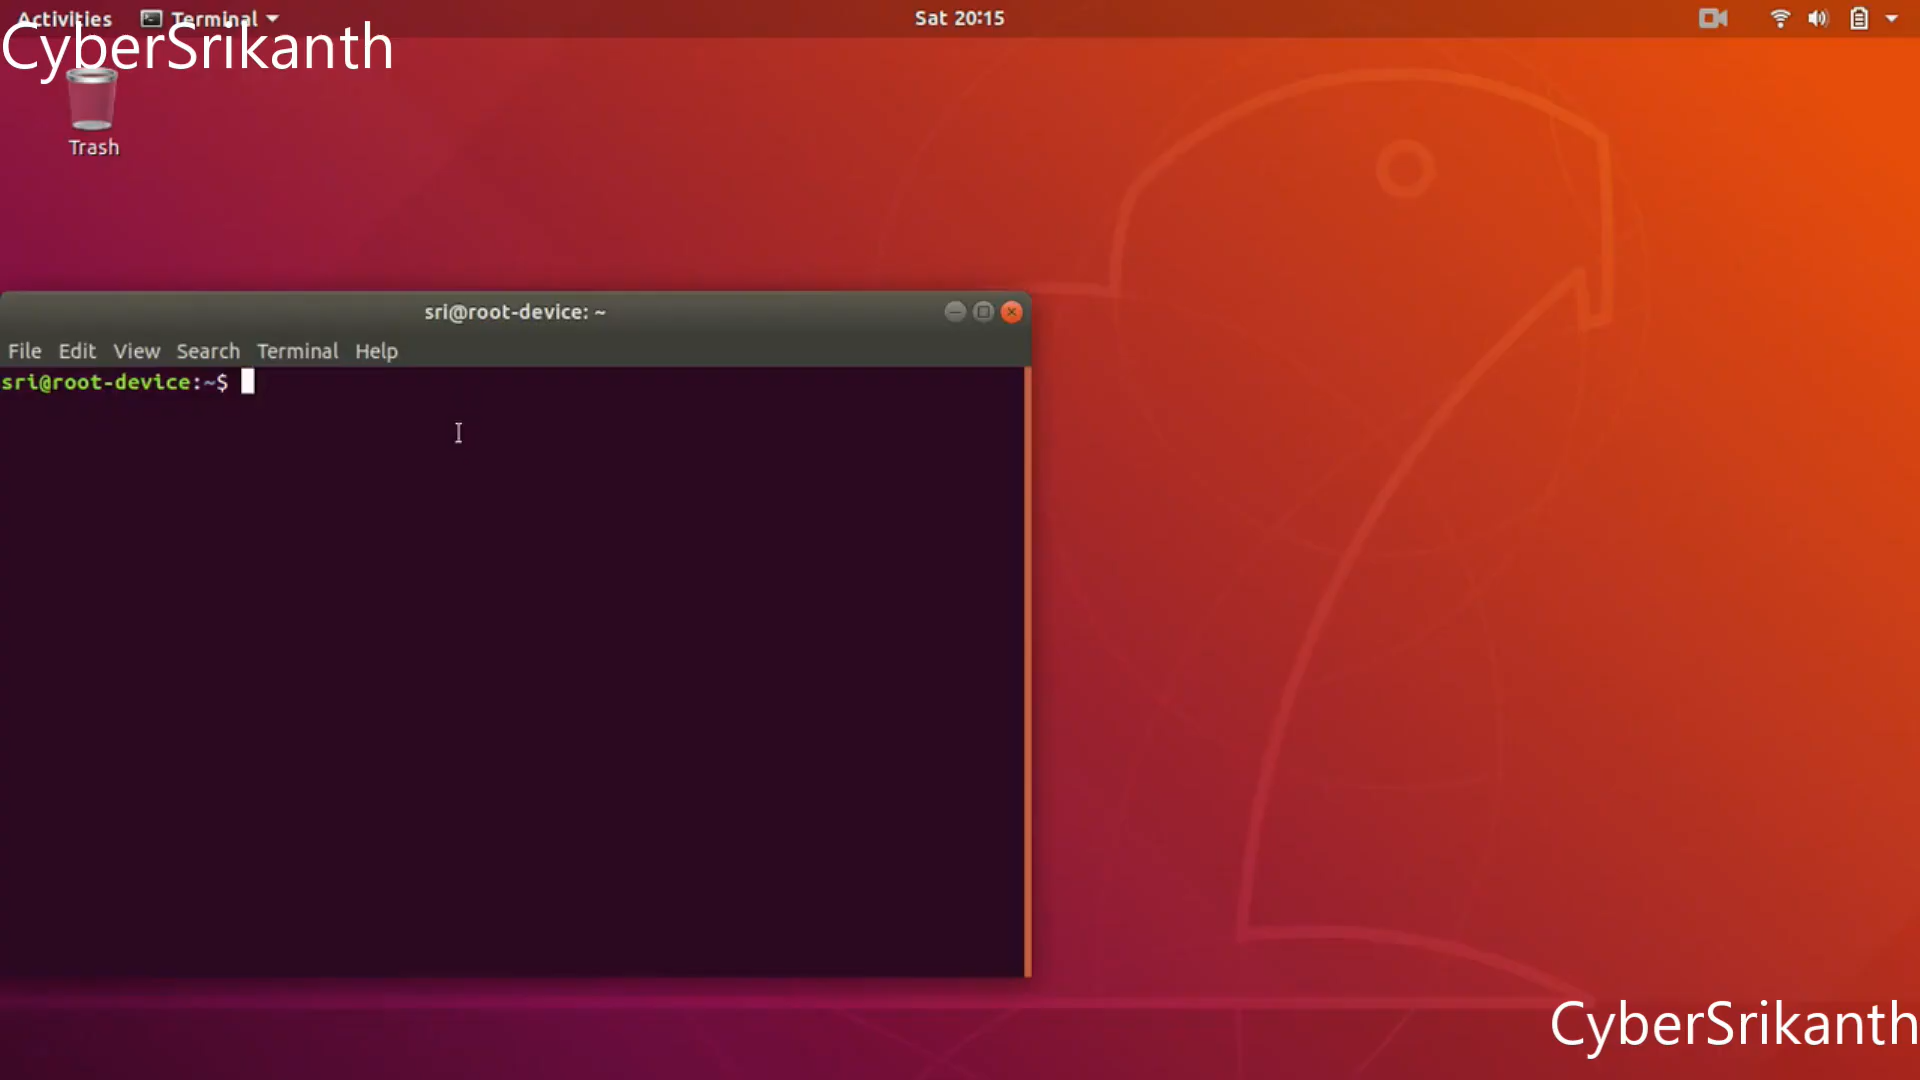 Activities Terminal Sat 20:15
CyberSrikanth
Trash
sri@root-device: ~
File Edit View Search Terminal Help
sri@root-device:~$
CyberSrikanth